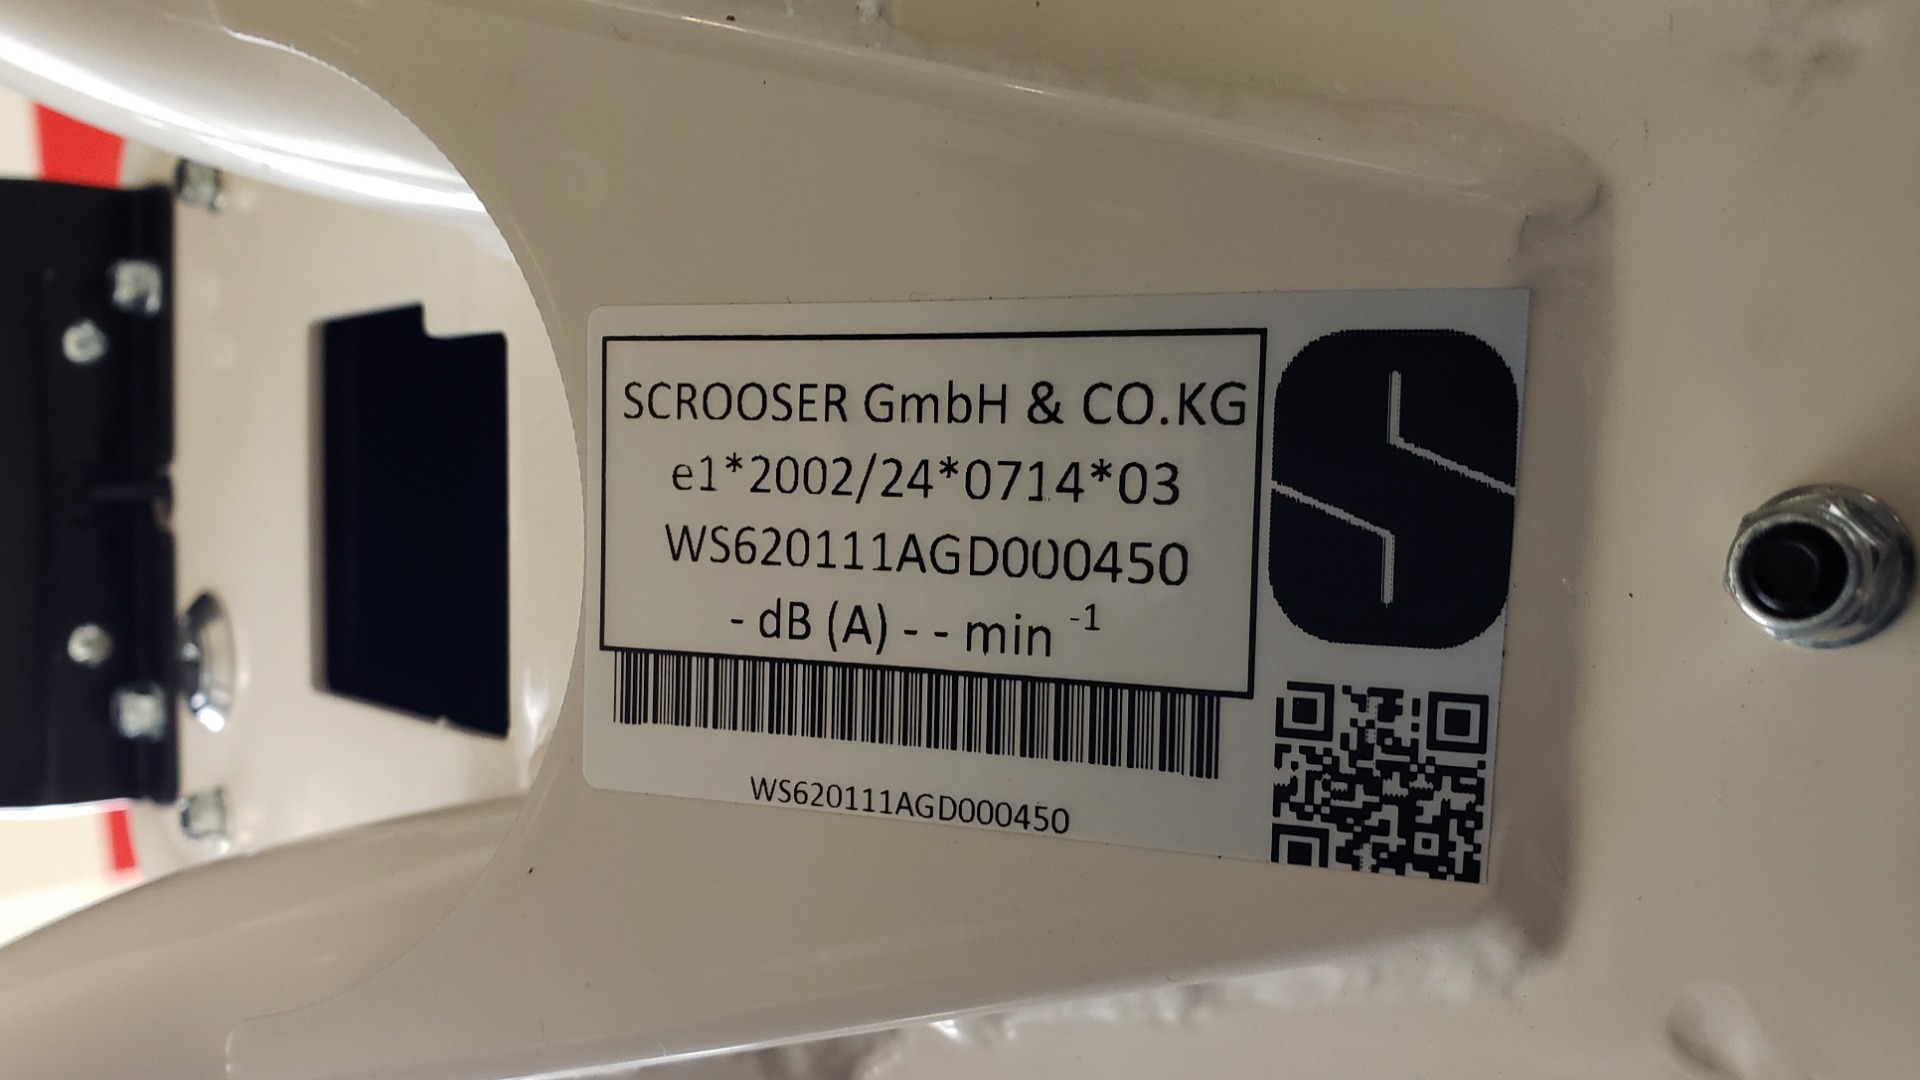 SCROOSER GmbH & CO.KG
e1*2002/24*0714*03
WS620111AGD000450
- dB (A) - - min -1
WS620111AGD000450